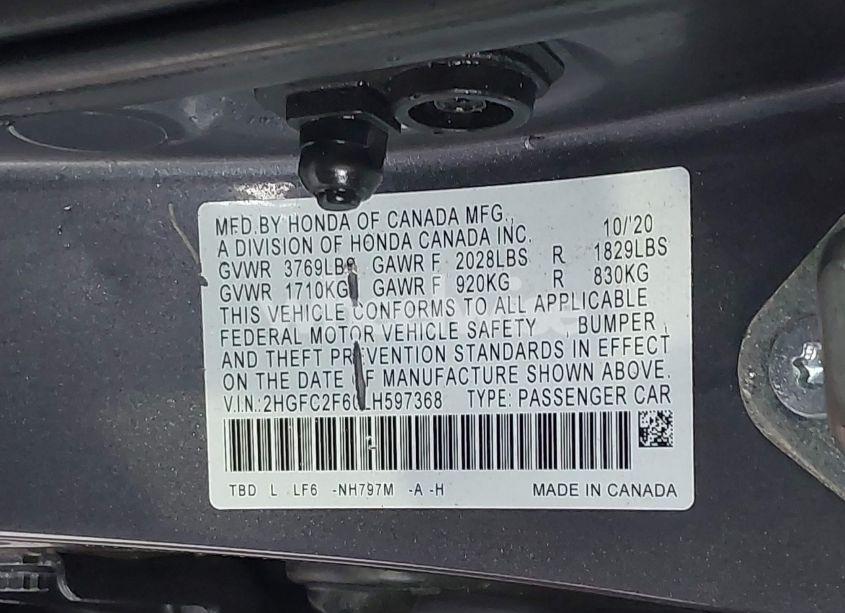 MFD.BY HONDA OF CANADA MFG., 10/'20
A DIVISION OF HONDA CANADA INC.
GVWR 3769LBS GAWR F 2028LBS R 1829LBS
GVWR 1710KG GAWR F 920KG R 830KG
THIS VEHICLE CONFORMS TO ALL APPLICABLE
FEDERAL MOTOR VEHICLE SAFETY , BUMPER ,
AND THEFT PREVENTION STANDARDS IN EFFECT
ON THE DATE OF MANUFACTURE SHOWN ABOVE.
V.I.N.: TYPE: PASSENGER CAR
TBD L LF6 -NH797M -A -H MADE IN CANADA